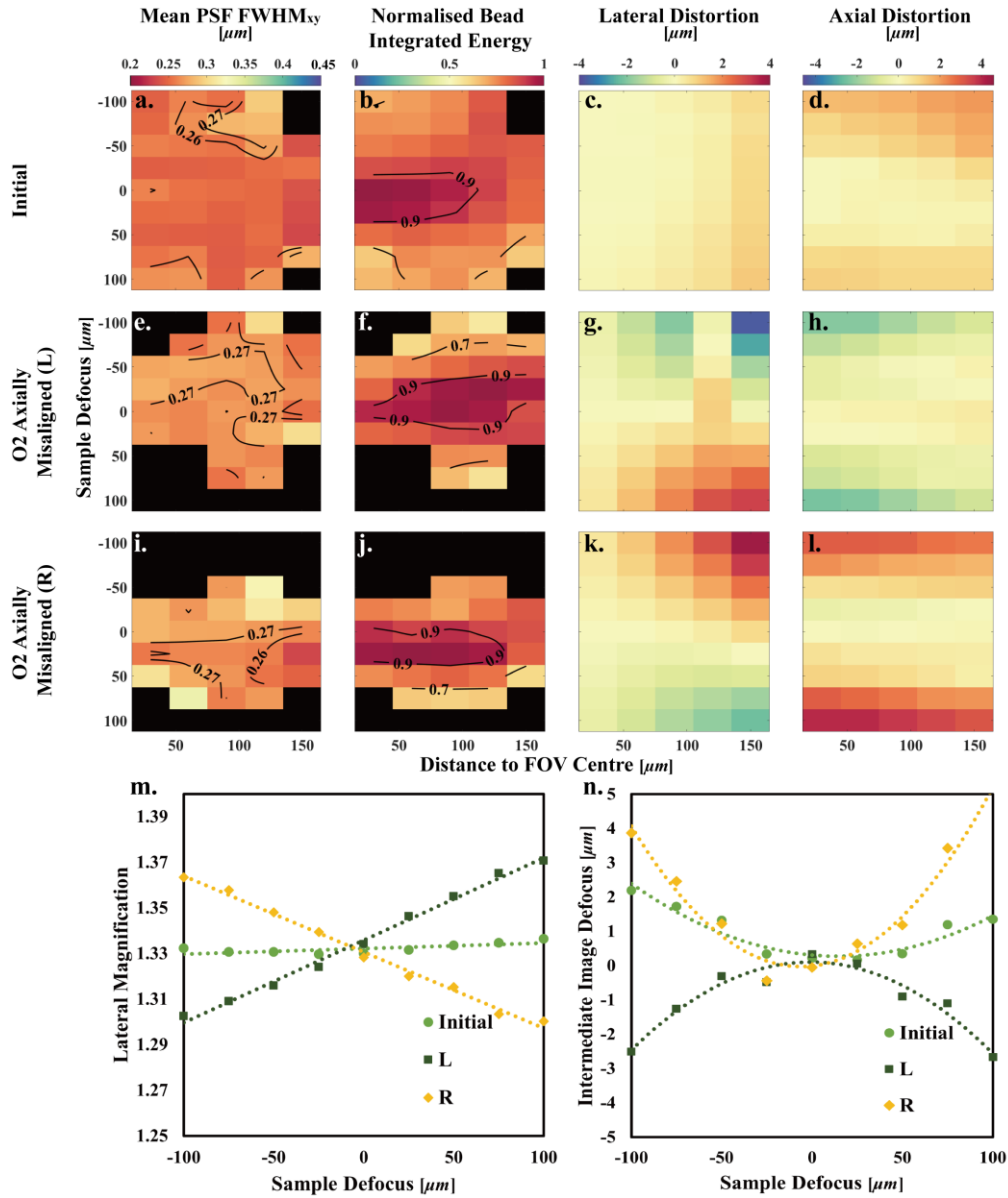 Mean PSF FWHMxy [µm]
Normalised Bead Integrated Energy
Lateral Distortion [µm]
Axial Distortion [µm]
0.2 0.25 0.3 0.35 0.4 0.45
0 0.5 1
-4 -2 0 2 4
-4 -2 0 2 4
Initial
-100
-50
0
50
100
a.
0.27
0.26
b.
0.9
0.9
c.
d.
O2 Axially Misaligned (L)
Sample Defocus [µm]
-100
-50
0
50
100
e.
0.27
0.27
0.27
f.
0.7
0.9
0.9
0.9
g.
h.
O2 Axially Misaligned (R)
-100
-50
0
50
100
i.
0.27
0.26
0.27
j.
0.9
0.9
0.9
0.7
k.
l.
50 100 150
50 100 150
50 100 150
50 100 150
Distance to FOV Centre [µm]
m.
Lateral Magnification
1.39
1.37
1.35
1.33
1.31
1.29
1.27
1.25
Initial
L
R
-100 -50 0 50 100
Sample Defocus [µm]
n.
Intermediate Image Defocus [µm]
5
4
3
2
1
0
-1
-2
-3
-4
-5
Initial
L
R
-100 -50 0 50 100
Sample Defocus [µm]